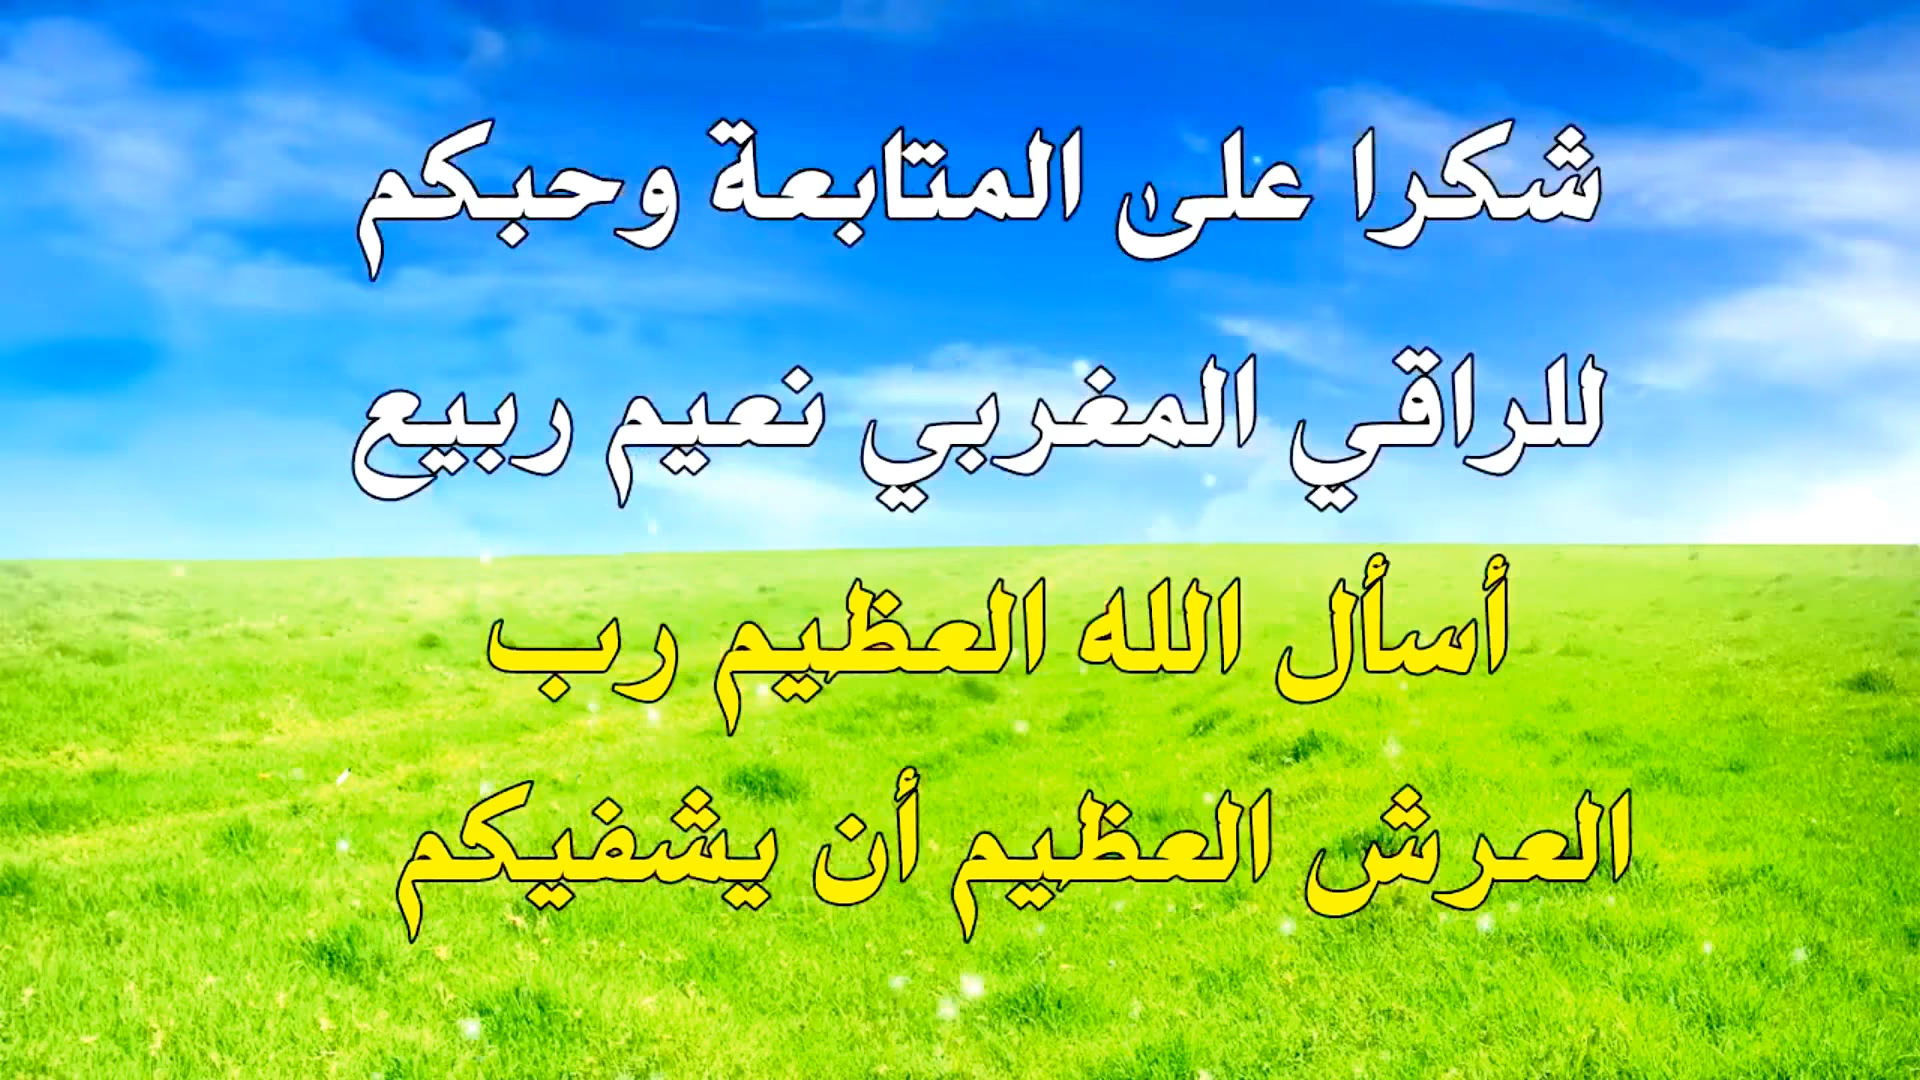 شكرا على المتابعة وحبكم
للراقي المغربي نعيم ربيع
أسأل الله العظيم رب
العرش العظيم أن يشفيكم